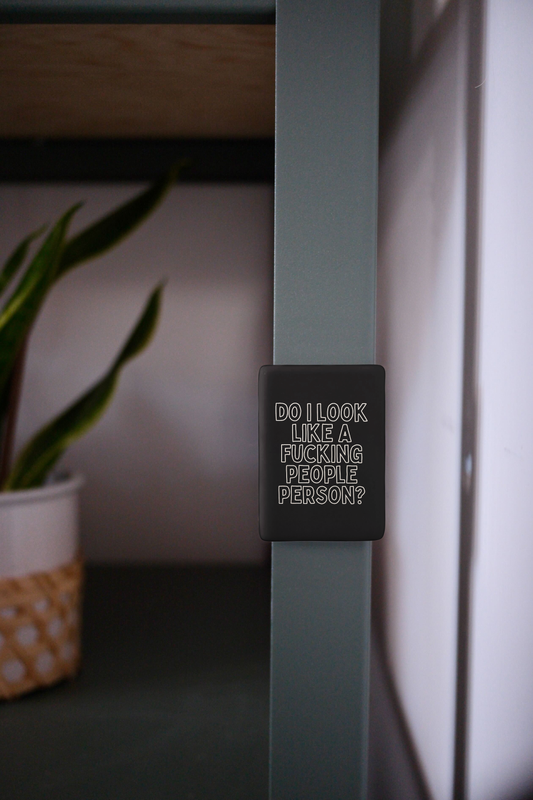 DO I LOOK
LIKE A
FUCKING
PEOPLE
PERSON?